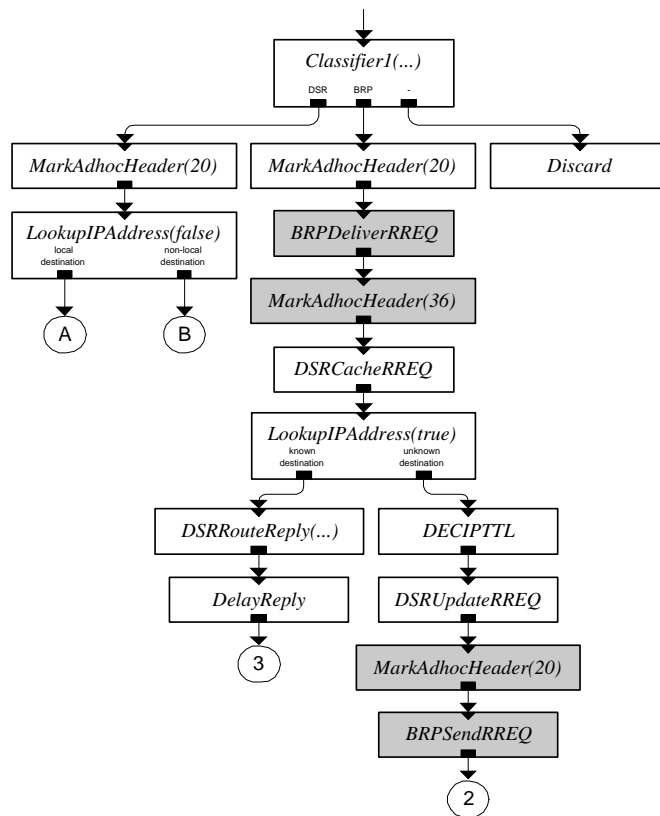 Classifier1(...)
DSR BRP -
MarkAdhocHeader(20) MarkAdhocHeader(20) Discard
LookupIPAddress(false) BRPDeliverRREQ
local destination non-local destination
MarkAdhocHeader(36)
A B
DSRCacheRREQ
LookupIPAddress(true)
known destination unknown destination
DSRRouteReply(...) DECIPTTL
DelayReply DSRUpdateRREQ
3 MarkAdhocHeader(20)
BRPSendRREQ
2